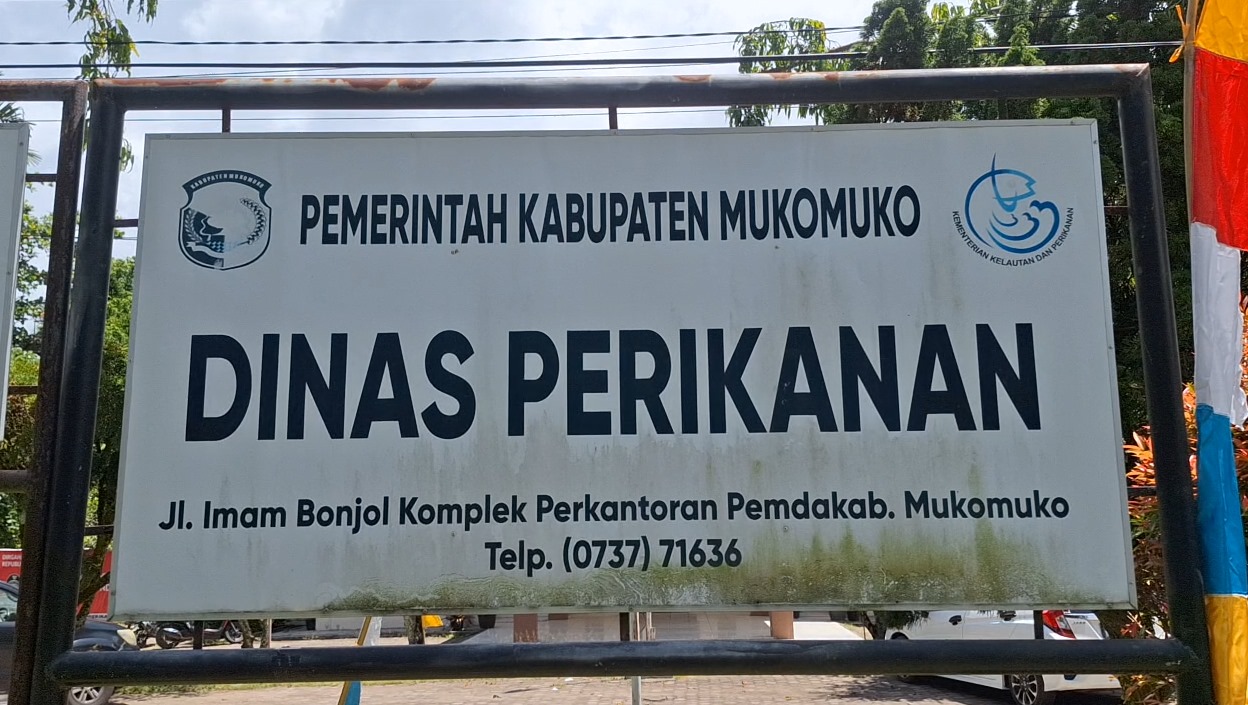 KABUPATEN MUKOMUKO
PEMERINTAH KABUPATEN MUKOMUKO
KEMENTERIAN KELAUTAN DAN PERIKANAN
DINAS PERIKANAN
Jl. Imam Bonjol Komplek Perkantoran Pemdakab. Mukomuko
Telp. (0737) 71636
DIRGAHAYU